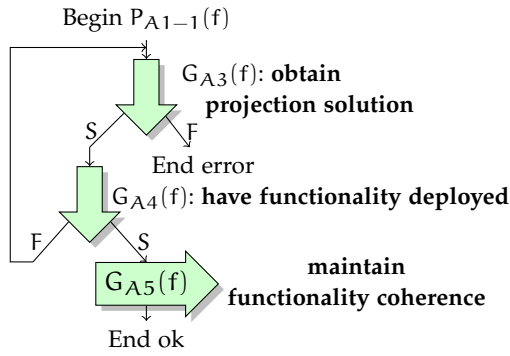 Begin P_{A1−1}(f)
G_{A3}(f): obtain
projection solution
S
F
End error
G_{A4}(f): have functionality deployed
F
S
G_{A5}(f)
maintain
functionality coherence
End ok